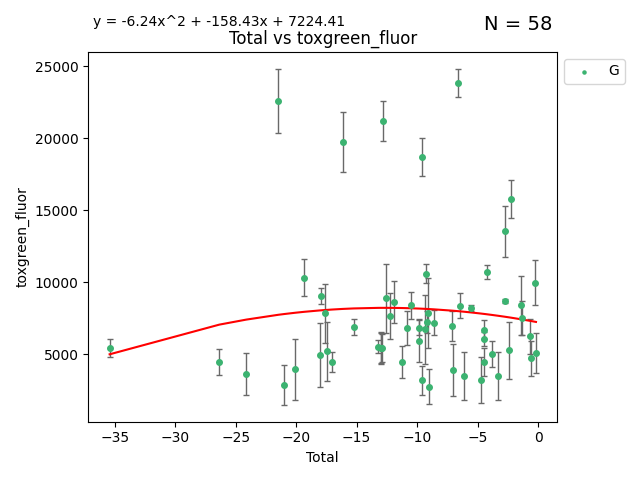 y = -6.24x^2 + -158.43x + 7224.41
N = 58
Total vs toxgreen_fluor
G
25000
20000
15000
10000
5000
toxgreen_fluor
−35 −30 −25 −20 −15 −10 −5 0
Total